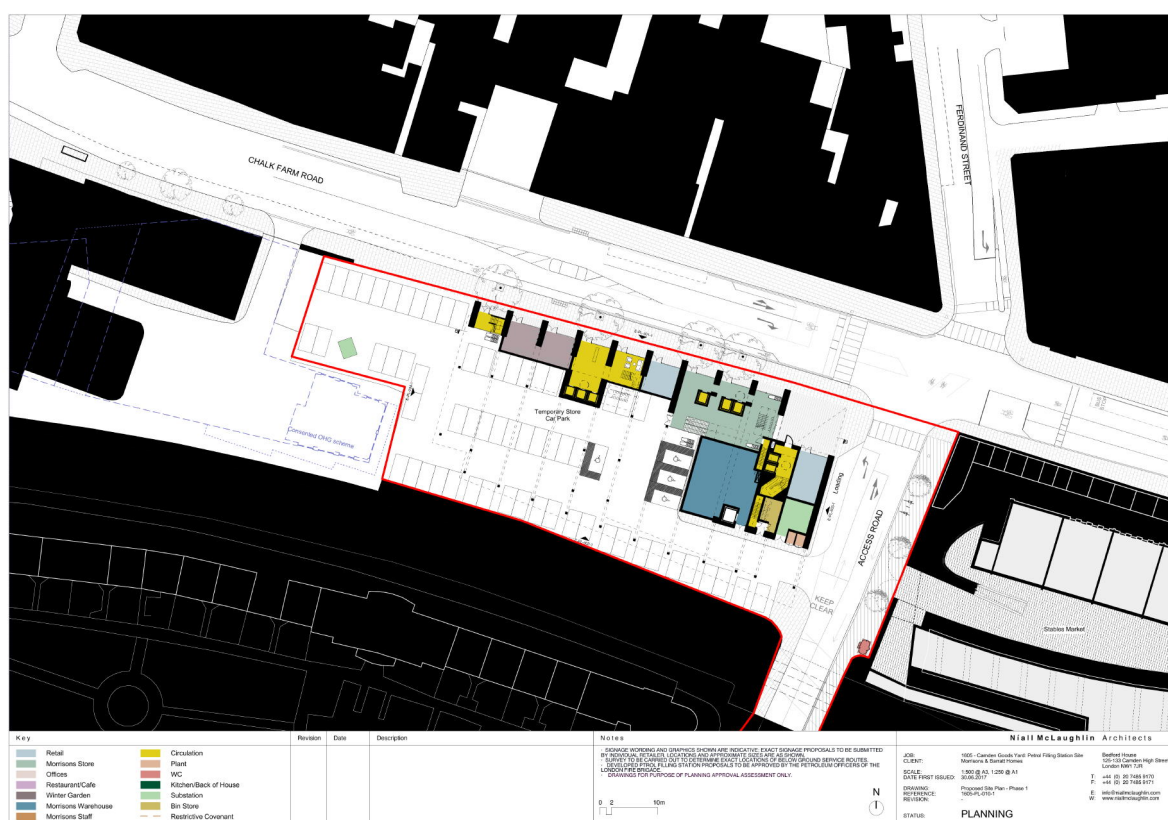 CHALK FARM ROAD
FERDINAND STREET
Temporary Store
Car Park
Consented OHG scheme
Loading
ACCESS ROAD
KEEP
CLEAR
Stables Market
Key
Retail
Morrisons Store
Offices
Restaurant/Cafe
Winter Garden
Morrisons Warehouse
Morrisons Staff
Circulation
Plant
WC
Kitchen/Back of House
Substation
Bin Store
Restrictive Covenant
Revision Date Description
Notes
- SIGNAGE WORDING AND GRAPHICS SHOWN ARE INDICATIVE: EXACT SIGNAGE PROPOSALS TO BE SUBMITTED
BY INDIVIDUAL RETAILER. LOCATIONS AND APPROXIMATE SIZES ARE AS SHOWN.
- SURVEY TO BE CARRIED OUT TO DETERMINE EXACT LOCATIONS OF BELOW GROUND SERVICE ROUTES.
- DEVELOPED PTROL FILLING STATION PROPOSALS TO BE APPROVED BY THE PETROLEUM OFFICERS OF THE
LONDON FIRE BRIGADE.
- DRAWINGS FOR PURPOSE OF PLANNING APPROVAL ASSESSMENT ONLY.
0 2 10m
N
Niall McLaughlin Architects
JOB: 1605 - Camden Goods Yard: Petrol Filling Station Site
CLIENT: Morrisons & Barratt Homes
SCALE: 1:500 @ A3, 1:250 @ A1
DATE FIRST ISSUED: 30.06.2017
DRAWING: Proposed Site Plan - Phase 1
REFERENCE: 1605-PL-010-1
REVISION: -
STATUS: PLANNING
Bedford House
125-133 Camden High Street
London NW1 7JR
T: +44 (0) 20 7485 9170
F: +44 (0) 20 7485 9171
E: info@niallmclaughlin.com
W: www.niallmclaughlin.com